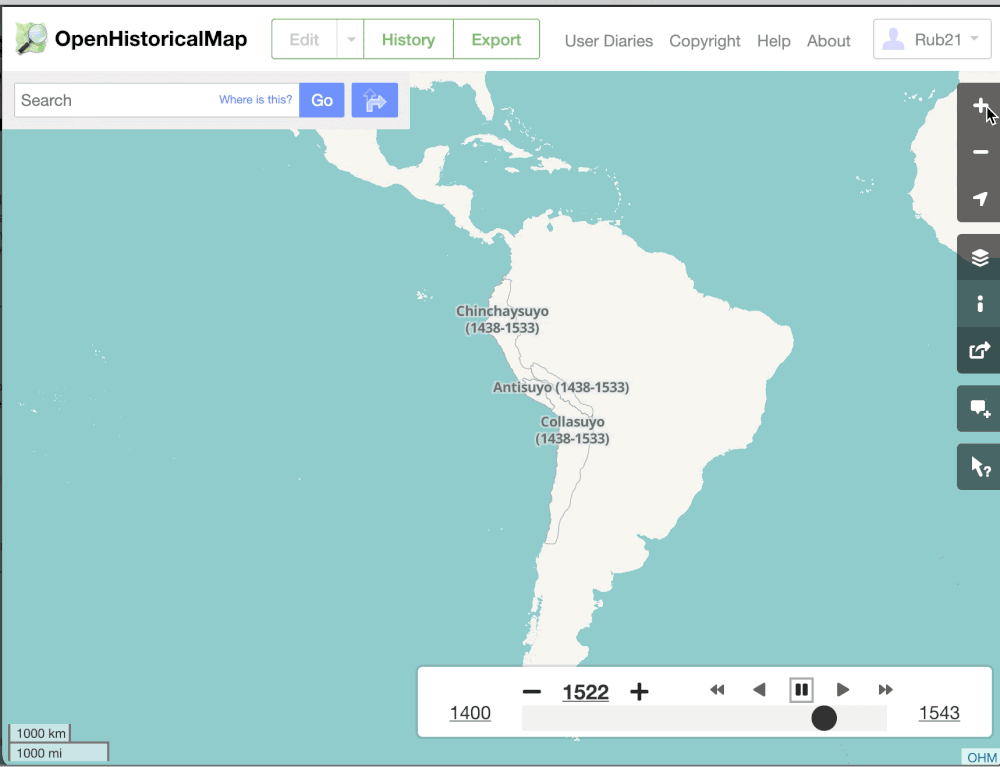 OpenHistoricalMap
Edit
History
Export
User Diaries
Copyright
Help
About
Rub21
Search
Where is this?
Go
Chinchaysuyo
(1438-1533)
Antisuyo (1438-1533)
Collasuyo
(1438-1533)
1522
1400
1543
1000 km
1000 mi
OHM